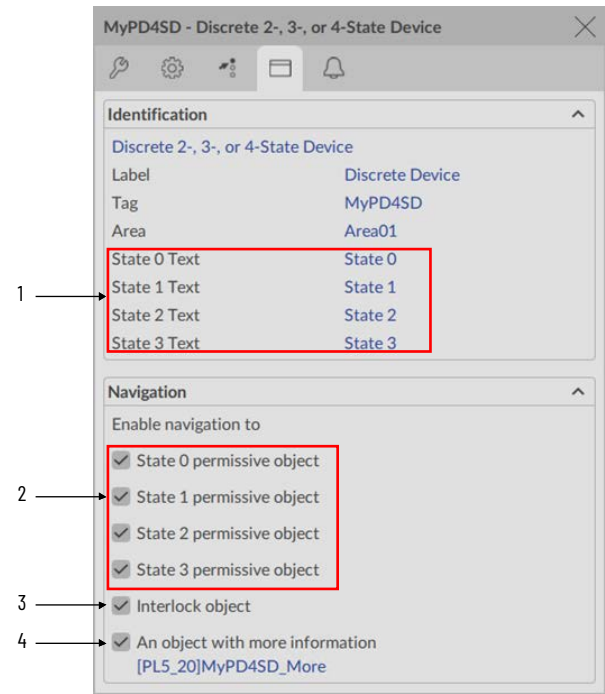 MyPD4SD - Discrete 2-, 3-, or 4-State Device
Identification
Discrete 2-, 3-, or 4-State Device
Label Discrete Device
Tag MyPD4SD
Area Area01
State 0 Text State 0
1 State 1 Text State 1
State 2 Text State 2
State 3 Text State 3
Navigation
Enable navigation to
State 0 permissive object
2 State 1 permissive object
State 2 permissive object
State 3 permissive object
3 Interlock object
4 An object with more information
[PL5_20]MyPD4SD_More